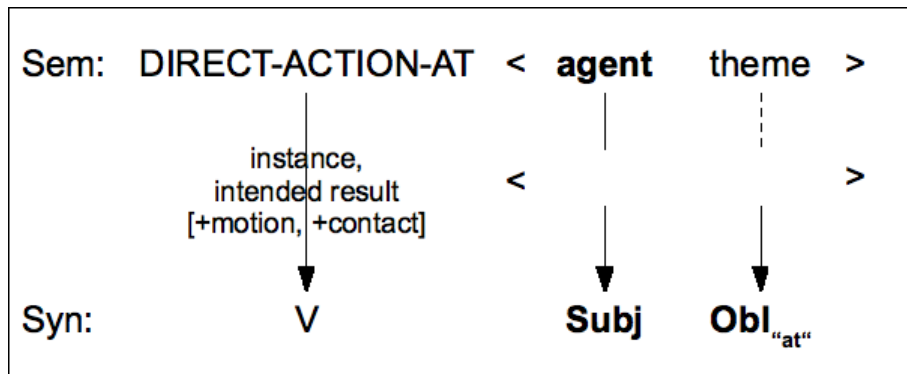 Sem: DIRECT-ACTION-AT < agent theme >
instance,
intended result
[+motion, +contact]
< >
Syn: V Subj Obl“at“